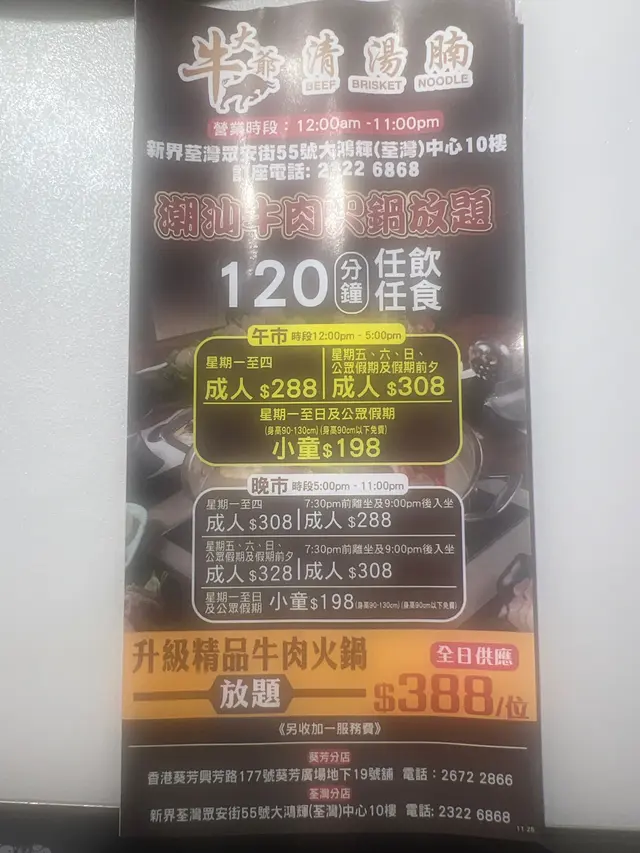 牛大爺 清湯腩
BEEF BRISKET NOODLE
營業時段：12:00am -11:00pm
新界荃灣眾安街55號大鴻輝(荃灣)中心10樓
訂座電話: 2322 6868
潮汕牛肉火鍋放題
120分鐘 任飲任食
午市 時段12:00pm - 5:00pm
星期一至四
成人 $288
星期五、六、日、
公眾假期及假期前夕
成人 $308
星期一至日及公眾假期
(身高90-130cm) (身高90cm以下免費)
小童$198
晚市 時段5:00pm - 11:00pm
星期一至四
成人 $308
7:30pm前離坐及9:00pm後入坐
成人 $288
星期五、六、日、
公眾假期及假期前夕
成人 $328
7:30pm前離坐及9:00pm後入坐
成人 $308
星期一至日
及公眾假期
小童$198 (身高90-130cm) (身高90cm以下免費)
升級精品牛肉火鍋
放題
全日供應
$388/位
《另收加一服務費》
葵芳分店
香港葵芳興芳路177號葵芳廣場地下19號舖 電話：2672 2866
荃灣分店
新界荃灣眾安街55號大鴻輝(荃灣)中心10樓 電話: 2322 6868